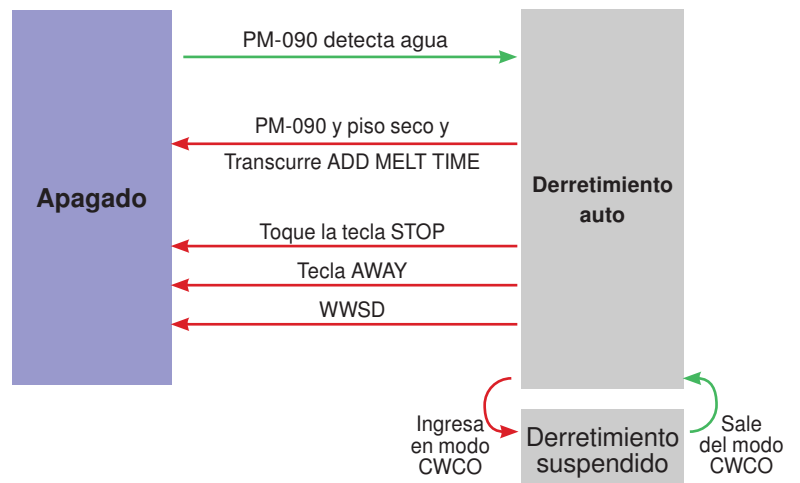 PM-090 detecta agua
PM-090 y piso seco y
Transcurre ADD MELT TIME
Apagado
Derretimiento
auto
Toque la tecla STOP
Tecla AWAY
WWSD
Ingresa
en modo
CWCO
Derretimiento
suspendido
Sale
del modo
CWCO